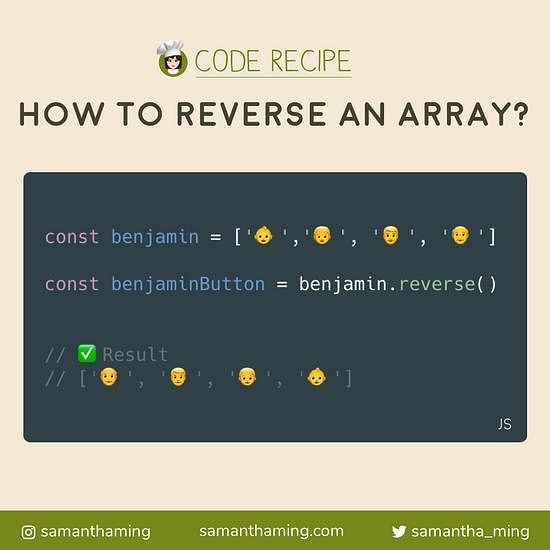 CODE RECIPE
HOW TO REVERSE AN ARRAY?
const benjamin = ['👶 ','👦 ', '👨 ', '👴 ']
const benjaminButton = benjamin.reverse()
// ✅ Result
// ['👴 ', '👨 ', '👦 ', '👶 ']
JS
samanthaming samanthaming.com samantha_ming